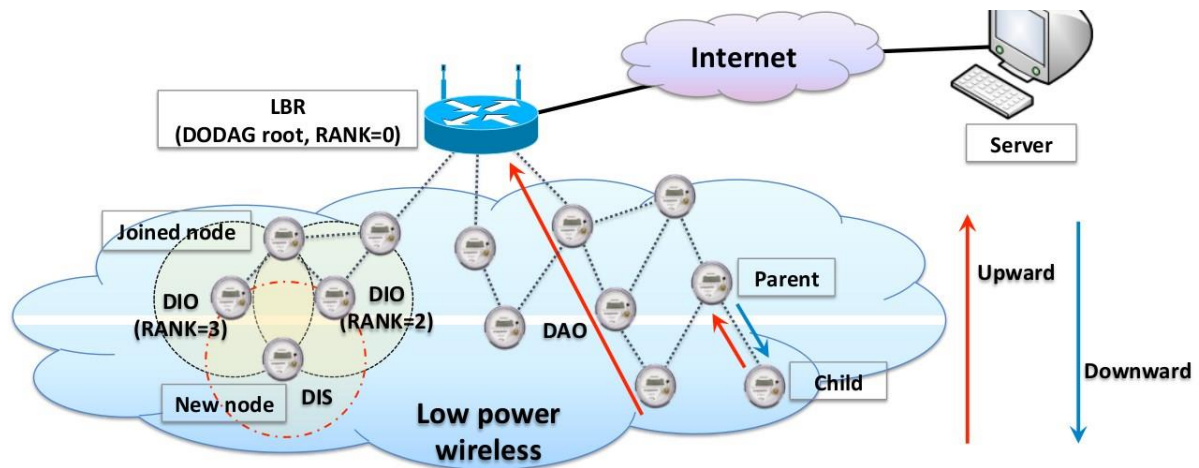 Internet
LBR
(DODAG root, RANK=0)
Server
Joined node
DIO
(RANK=3)
DIO
(RANK=2)
DAO
Parent
Upward
Child
Downward
New node
DIS
Low power
wireless